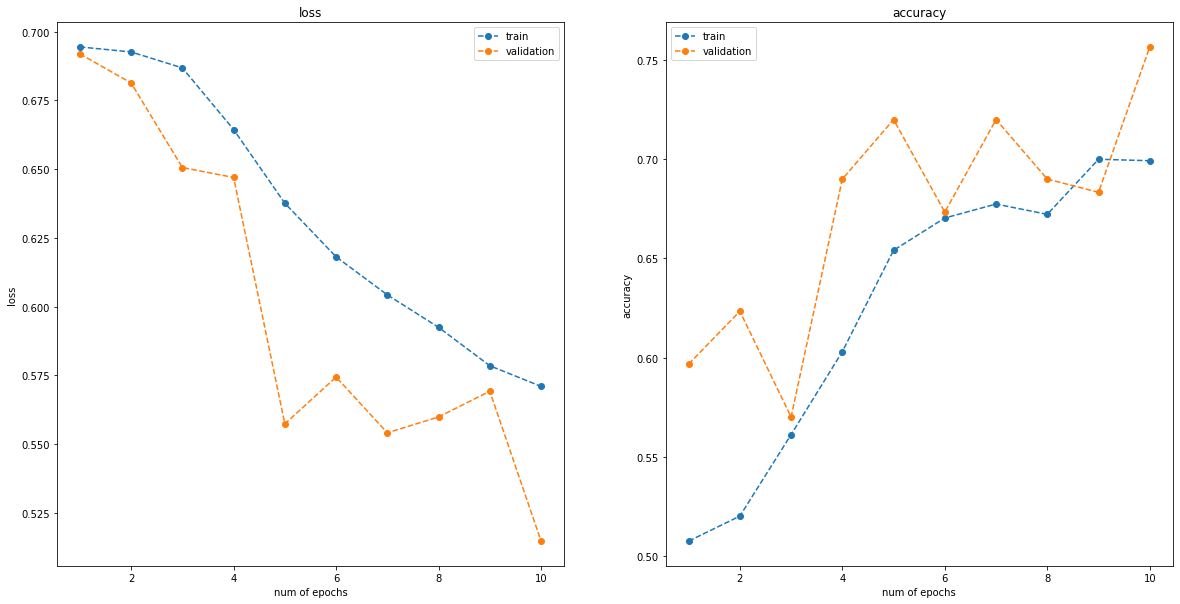 loss
train
validation
0.700
0.675
0.650
0.625
0.600
0.575
0.550
0.525
loss
2 4 6 8 10
num of epochs
accuracy
train
validation
0.75
0.70
0.65
0.60
0.55
0.50
accuracy
2 4 6 8 10
num of epochs